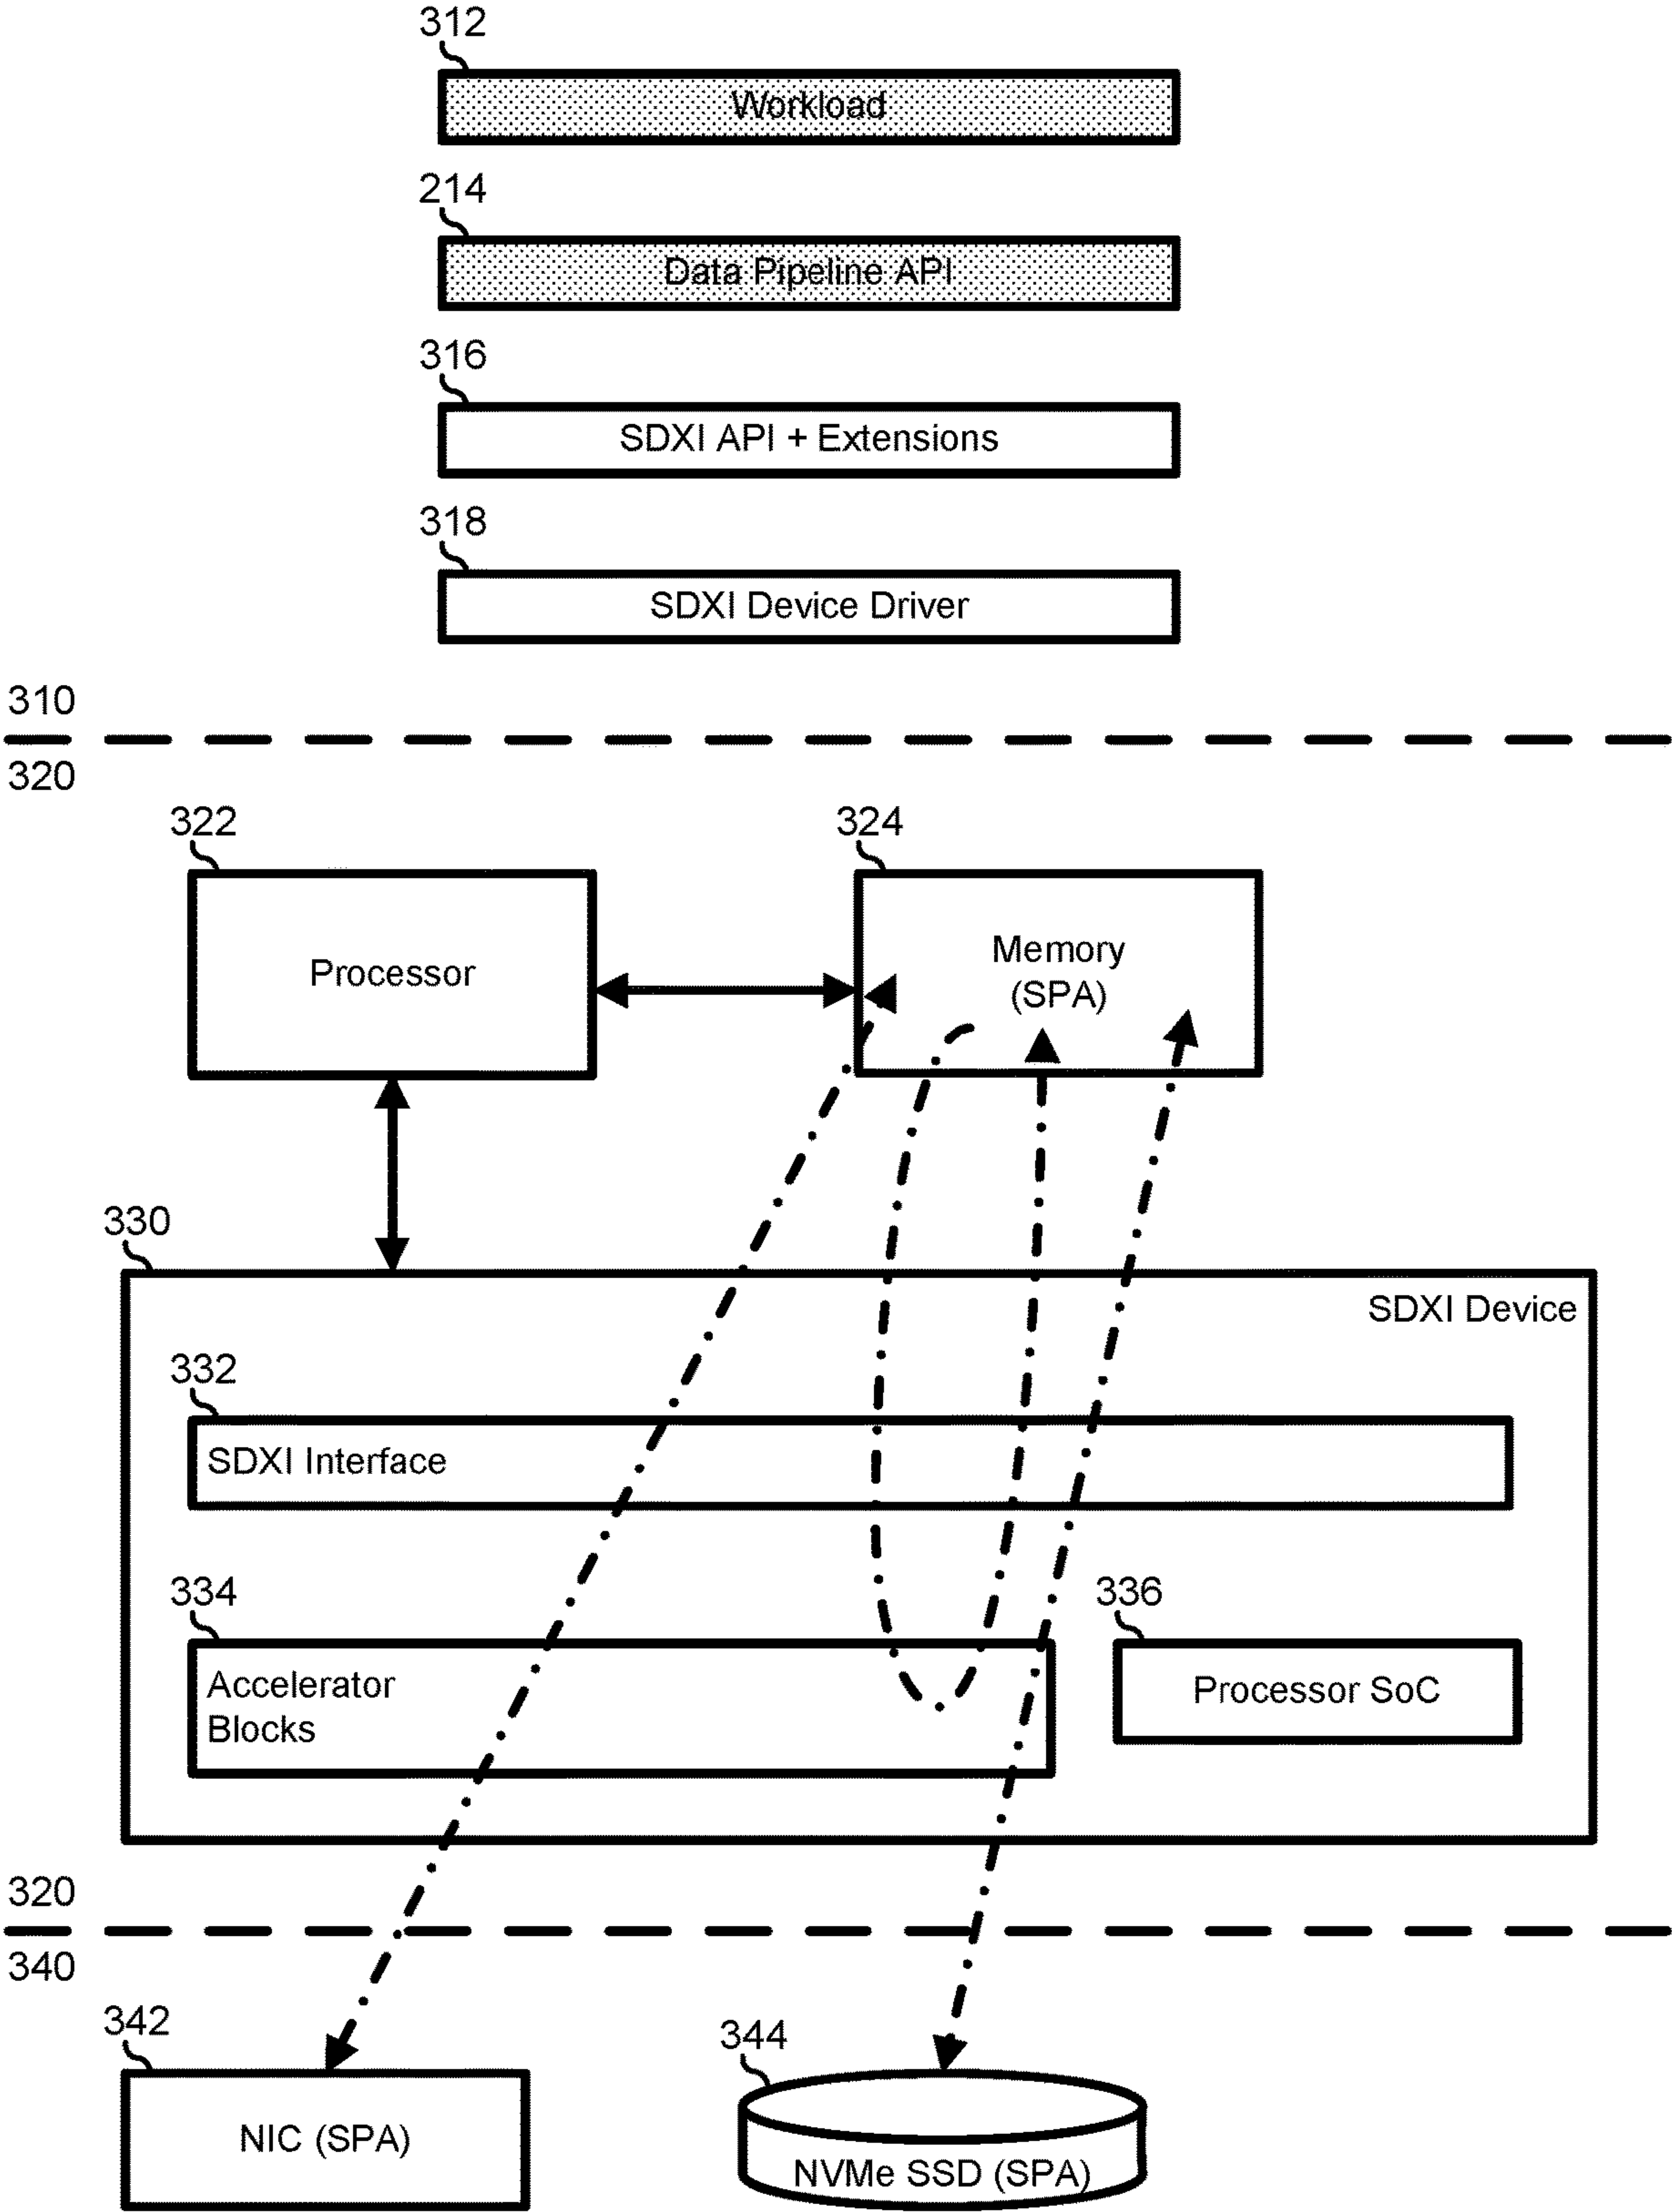 312
Workload
214
Data Pipeline API
316
SDXI API + Extensions
318
SDXI Device Driver
310
320
322
324
Processor
Memory
(SPA)
330
SDXI Device
332
SDXI Interface
334
336
Accelerator
Blocks
Processor SoC
320
340
342
344
NIC (SPA)
NVMe SSD (SPA)